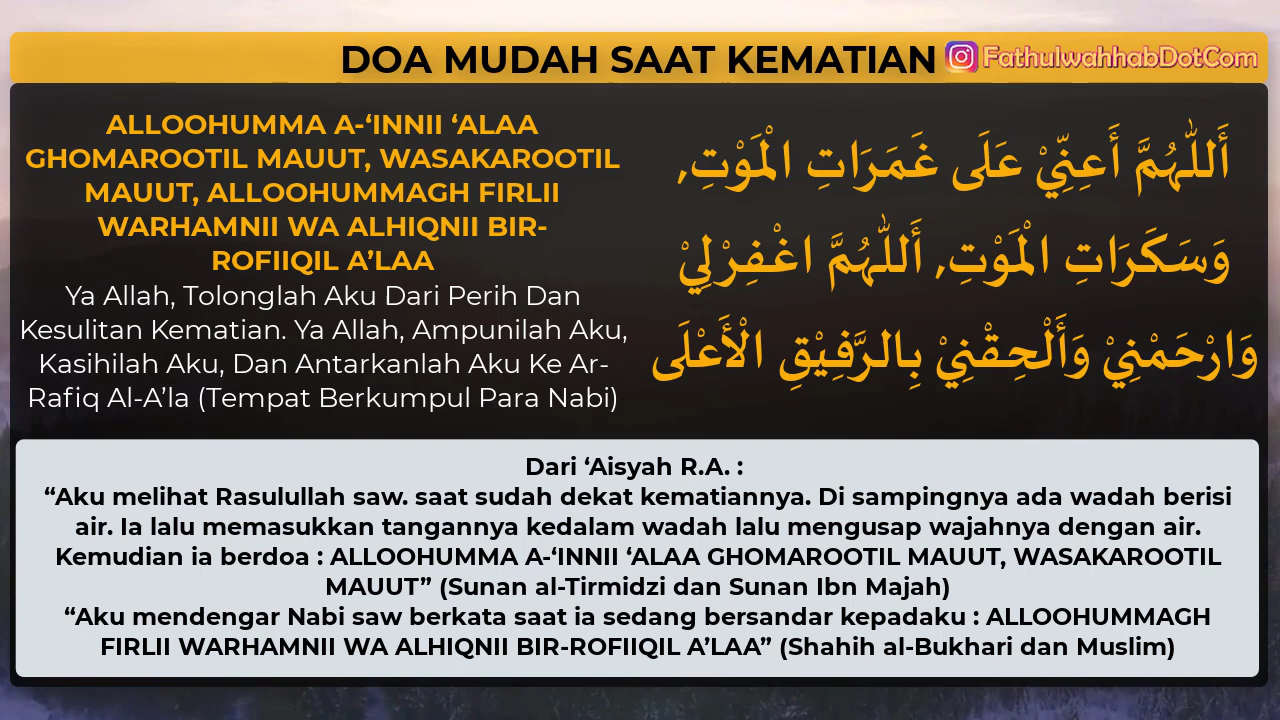 DOA MUDAH SAAT KEMATIAN
FathulwahhabDotCom
ALLOOHUMMA A-‘INNII ‘ALAA
GHOMAROOTIL MAUUT, WASAKAROOTIL
MAUUT, ALLOOHUMMAGH FIRLII
WARHAMNII WA ALHIQNII BIR-
ROFIIQIL A’LAA
Ya Allah, Tolonglah Aku Dari Perih Dan
Kesulitan Kematian. Ya Allah, Ampunilah Aku,
Kasihilah Aku, Dan Antarkanlah Aku Ke Ar-
Rafiq Al-A’la (Tempat Berkumpul Para Nabi)
أَللّٰهُمَّ أَعِنِّيْ عَلَى غَمَرَاتِ الْمَوْتِ,
وَسَكَرَاتِ الْمَوْتِ, أَللّٰهُمَّ اغْفِرْلِيْ
وَارْحَمْنِيْ وَأَلْحِقْنِيْ بِالرَّفِيْقِ الْأَعْلَى
Dari ‘Aisyah R.A. :
“Aku melihat Rasulullah saw. saat sudah dekat kematiannya. Di sampingnya ada wadah berisi
air. Ia lalu memasukkan tangannya kedalam wadah lalu mengusap wajahnya dengan air.
Kemudian ia berdoa : ALLOOHUMMA A-‘INNII ‘ALAA GHOMAROOTIL MAUUT, WASAKAROOTIL
MAUUT” (Sunan al-Tirmidzi dan Sunan Ibn Majah)
“Aku mendengar Nabi saw berkata saat ia sedang bersandar kepadaku : ALLOOHUMMAGH
FIRLII WARHAMNII WA ALHIQNII BIR-ROFIIQIL A’LAA” (Shahih al-Bukhari dan Muslim)